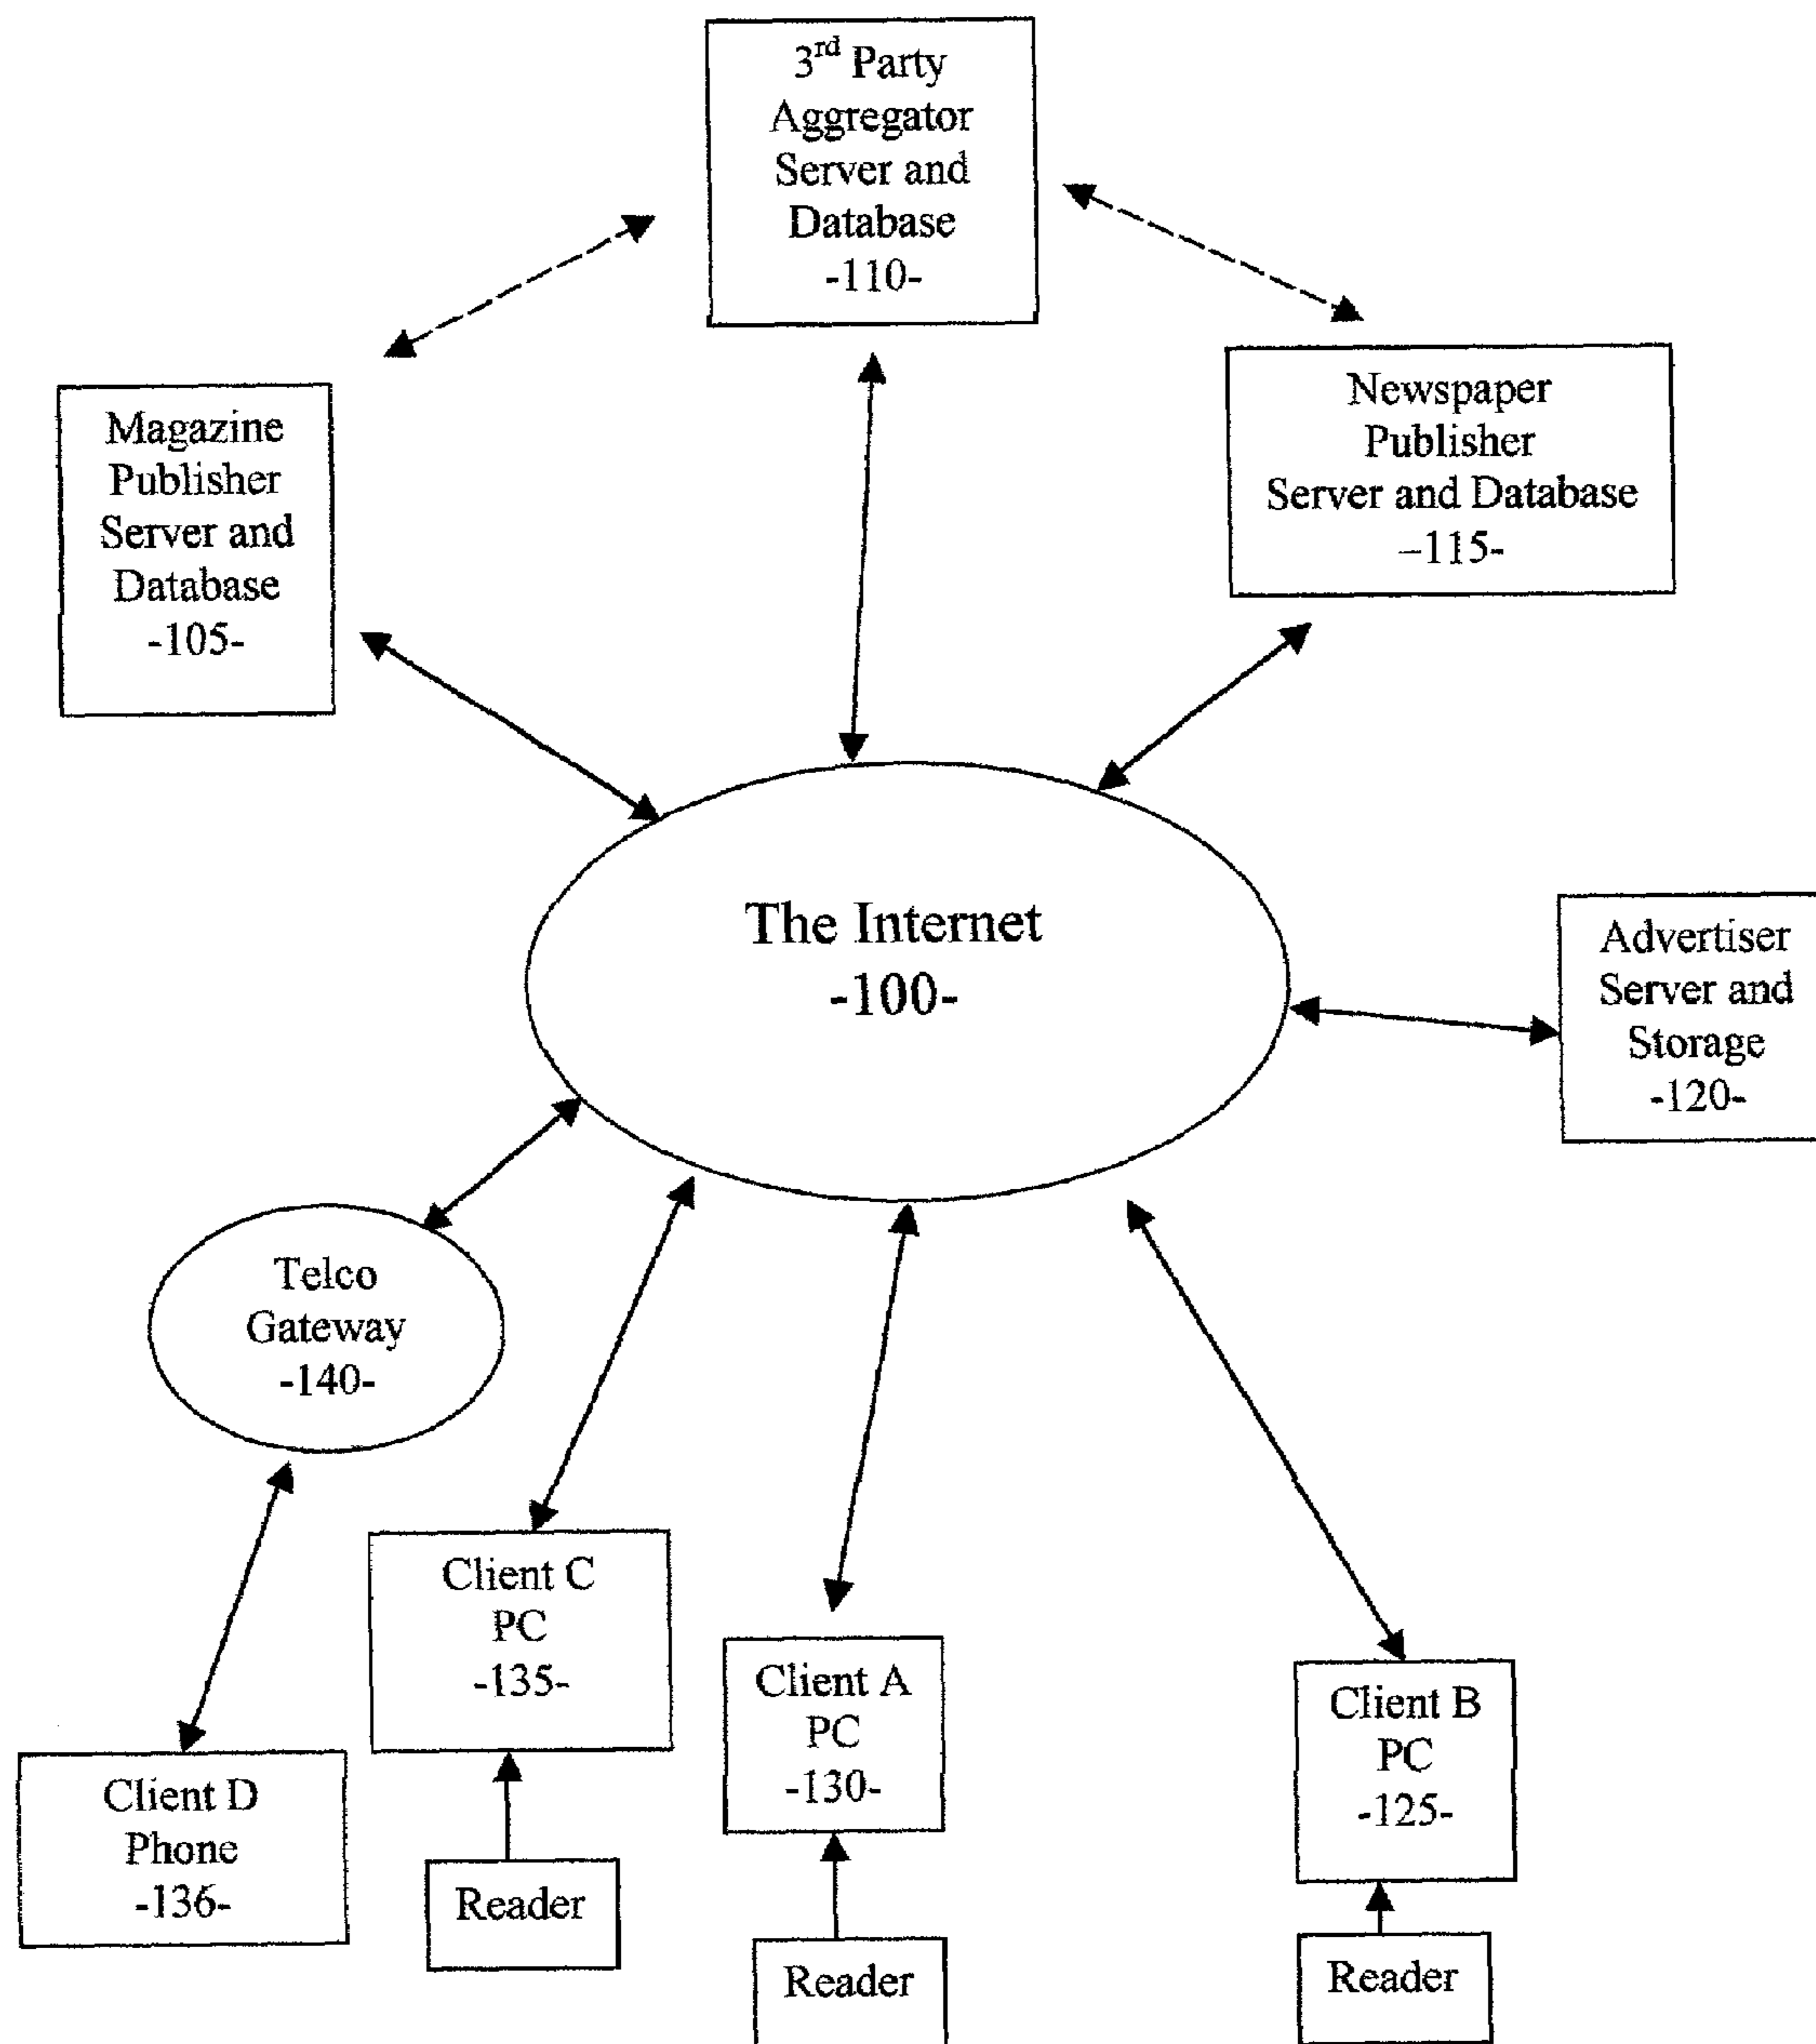 3rd Party
Aggregator
Server and
Database
-110-
Magazine
Publisher
Server and
Database
-105-
Newspaper
Publisher
Server and Database
–115-
The Internet
-100-
Advertiser
Server and
Storage
-120-
Telco
Gateway
-140-
Client C
PC
-135-
Client A
PC
-130-
Client B
PC
-125-
Client D
Phone
-136-
Reader
Reader
Reader